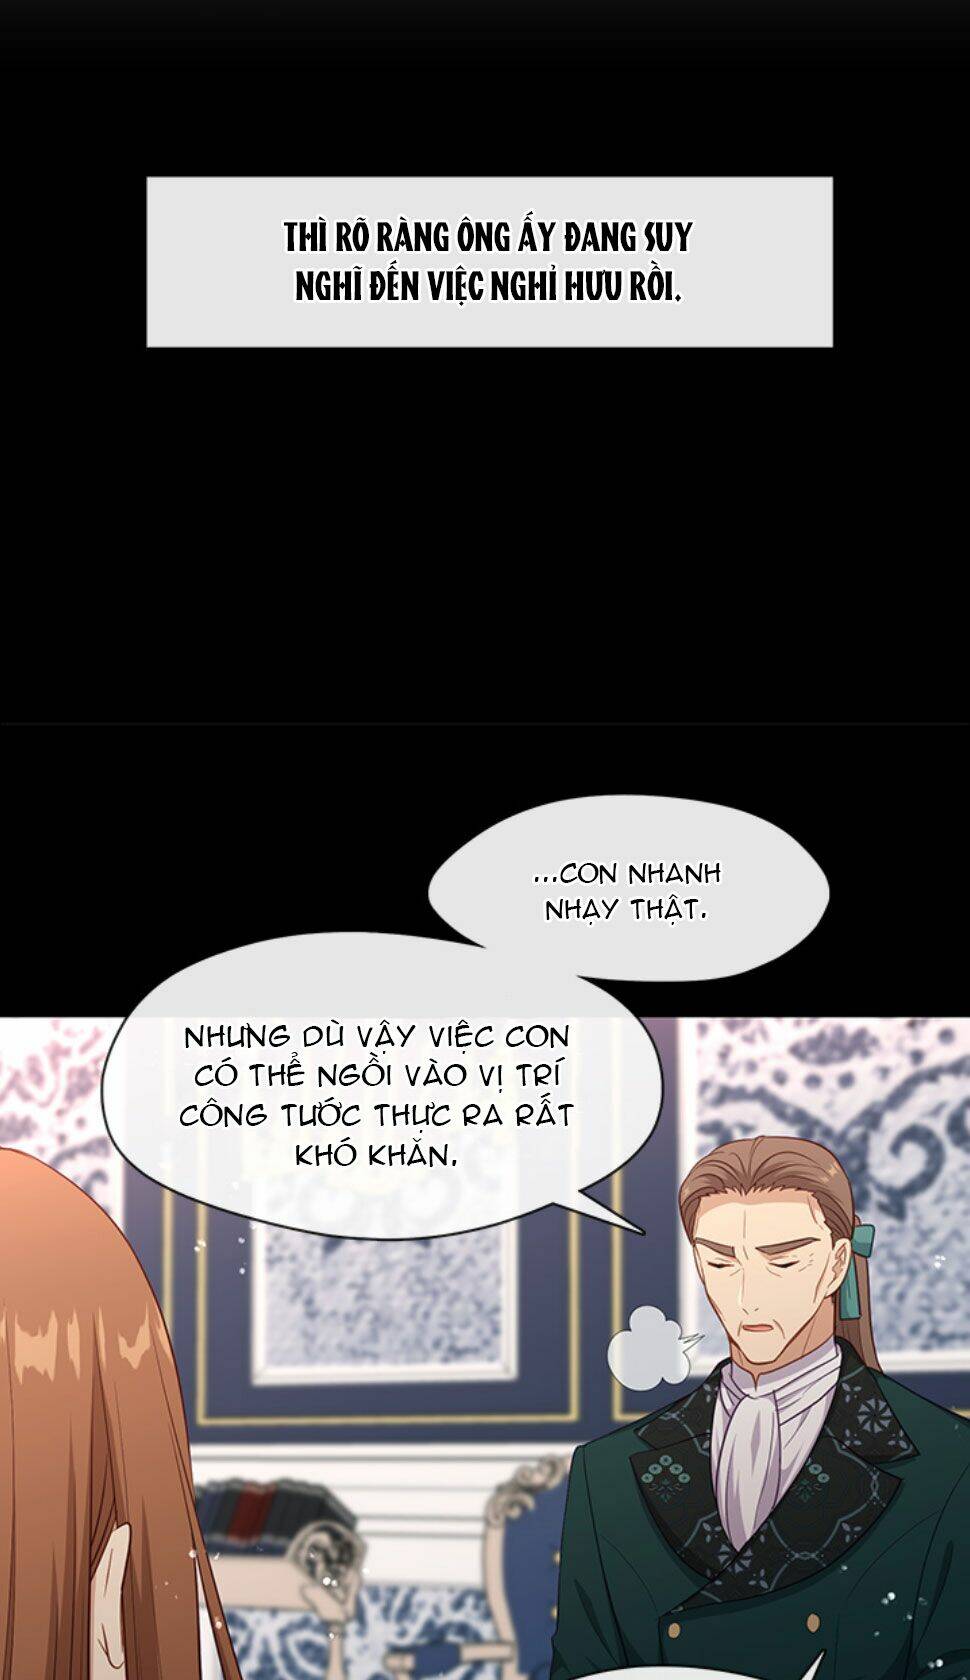 THÌ RÕ RÀNG ÔNG ẤY ĐANG SUY
NGHĨ ĐẾN VIỆC NGHỈ HƯU RỒI.
...CON NHANH
NHẠY THẬT.
NHƯNG DÙ VẬY VIỆC CON
CÓ THỂ NGỒI VÀO VỊ TRÍ
CÔNG TƯỚC THỰC RA RẤT
KHÓ KHĂN.